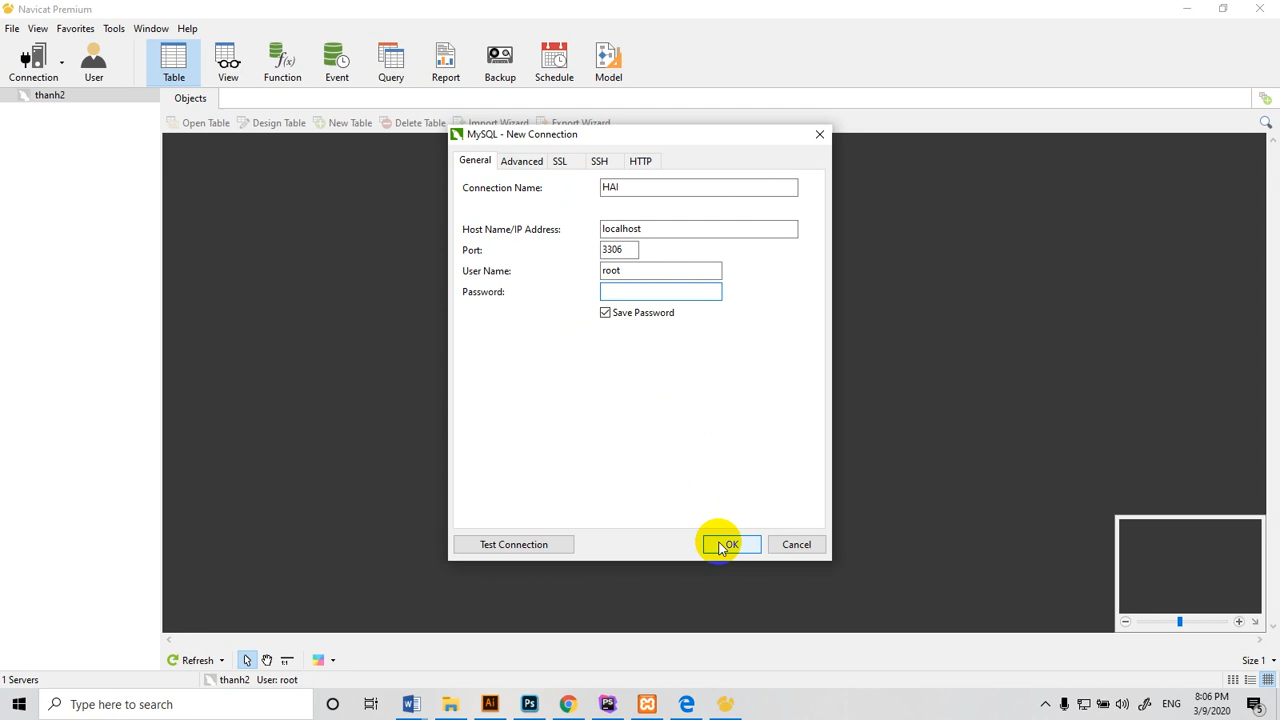 Navicat Premium
File View Favorites Tools Window Help
Connection User Table View Function Event Query Report Backup Schedule Model
thanh2
Objects
Open Table Design Table New Table Delete Table Import Wizard Export Wizard
MySQL - New Connection
General Advanced SSL SSH HTTP
Connection Name: HAI
Host Name/IP Address: localhost
Port: 3306
User Name: root
Password:
Save Password
Test Connection OK Cancel
Refresh Size 1
1 Servers thanh2 User: root
Type here to search
ENG
8:06 PM
3/9/2020